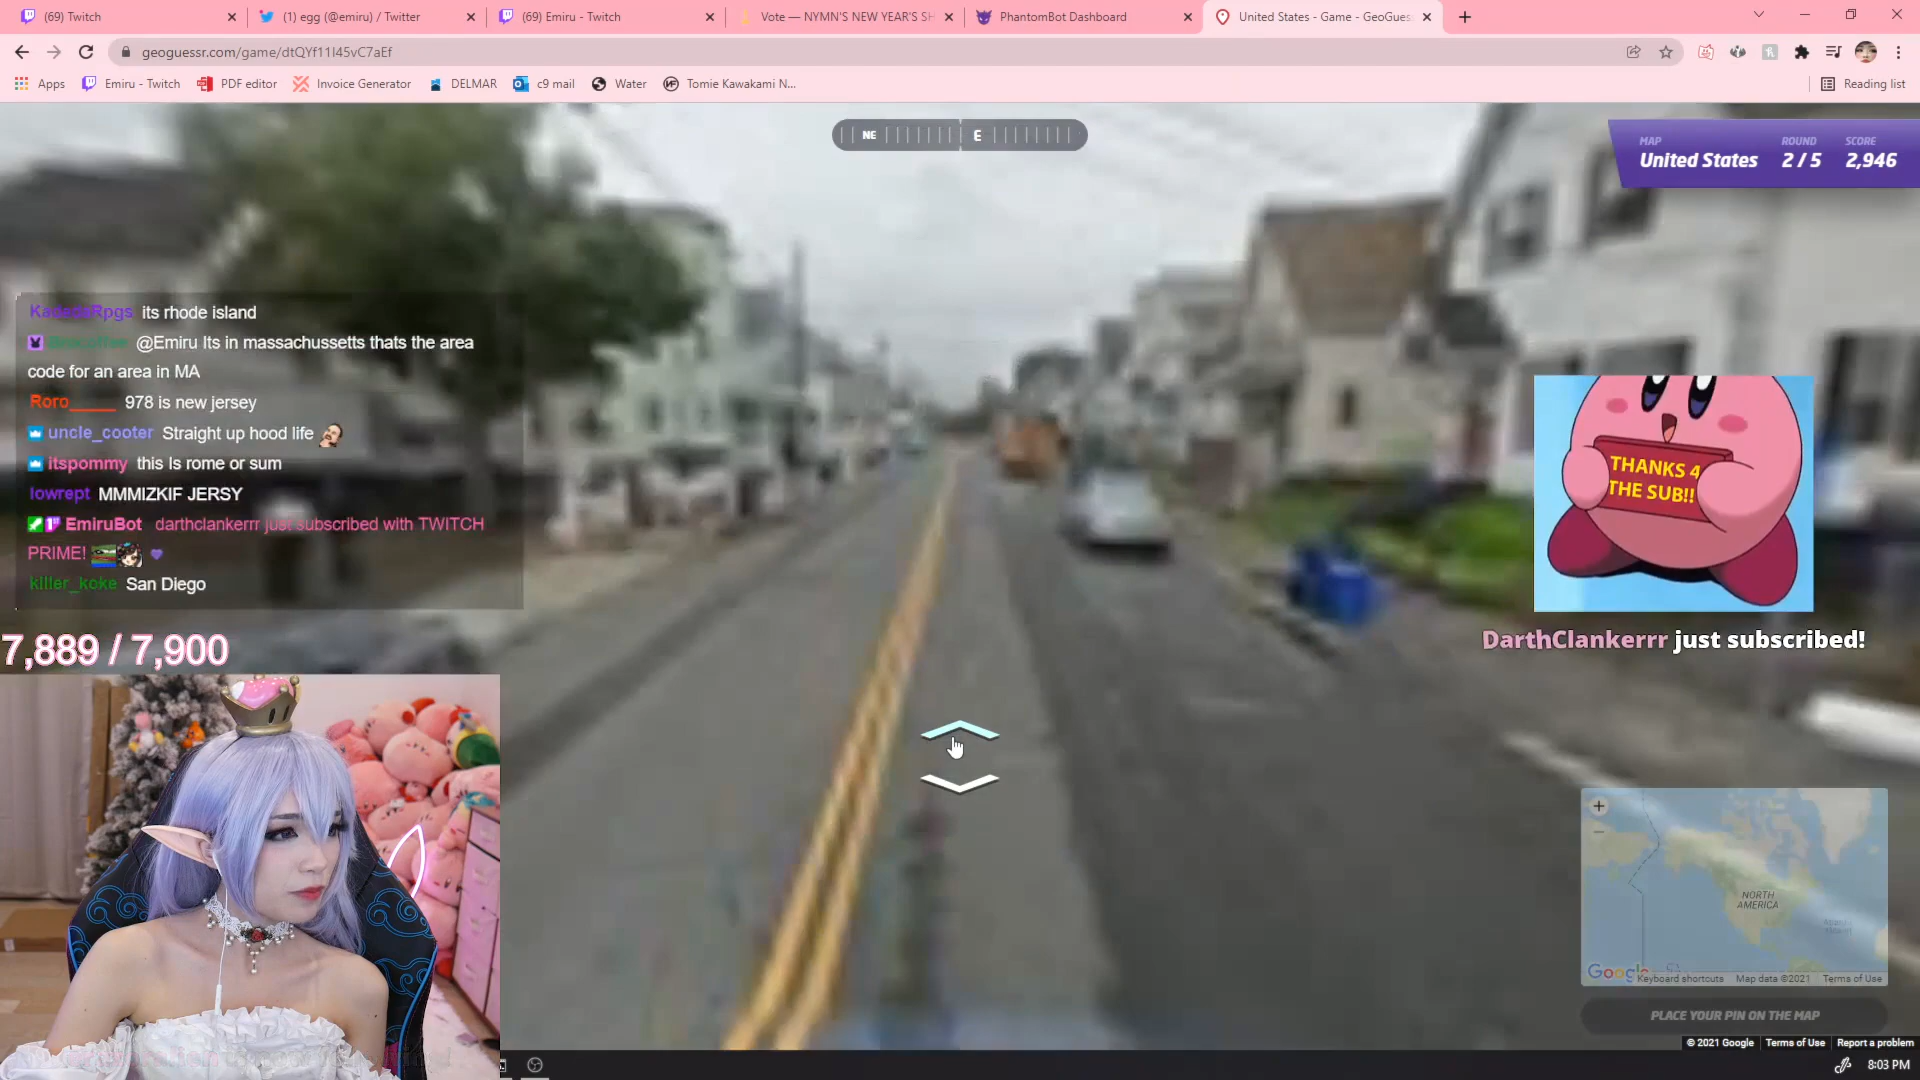 (69) Twitch
(1) egg (@emiru) / Twitter
(69) Emiru - Twitch
Vote — NYMN'S NEW YEAR'S SH
PhantomBot Dashboard
United States - Game - GeoGues
geoguessr.com/game/dtQYf11I45vC7aEf
Apps
Emiru - Twitch
PDF editor
Invoice Generator
DELMAR
c9 mail
Water
Tomie Kawakami N...
Reading list
NE
E
MAP
ROUND
SCORE
United States
2 / 5
2,946
its rhode island
@Emiru Its in massachussetts thats the area
code for an area in MA
Roro_____ 978 is new jersey
uncle_cooter Straight up hood life
itspommy this Is rome or sum
lowrept MMMIZKIF JERSY
EmiruBot darthclankerrr just subscribed with TWITCH
PRIME!
San Diego
7,889 / 7,900
THANKS 4
THE SUB!!
DarthClankerrr just subscribed!
NORTH
AMERICA
Google
Keyboard shortcuts
Map data ©2021
Terms of Use
PLACE YOUR PIN ON THE MAP
© 2021 Google
Terms of Use
Report a problem
8:03 PM